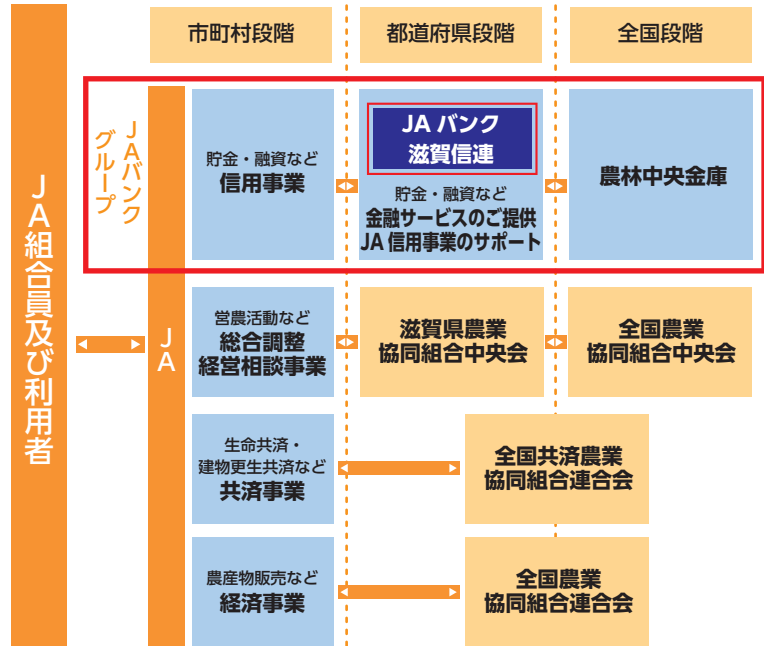 市町村段階
都道府県段階
全国段階
JA組合員及び利用者
JAバンク
グループ
JA
貯金・融資など
信用事業
JA バンク
滋賀信連
貯金・融資など
金融サービスのご提供
JA 信用事業のサポート
農林中央金庫
営農活動など
総合調整
経営相談事業
滋賀県農業
協同組合中央会
全国農業
協同組合中央会
生命共済・
建物更生共済など
共済事業
全国共済農業
協同組合連合会
農産物販売など
経済事業
全国農業
協同組合連合会